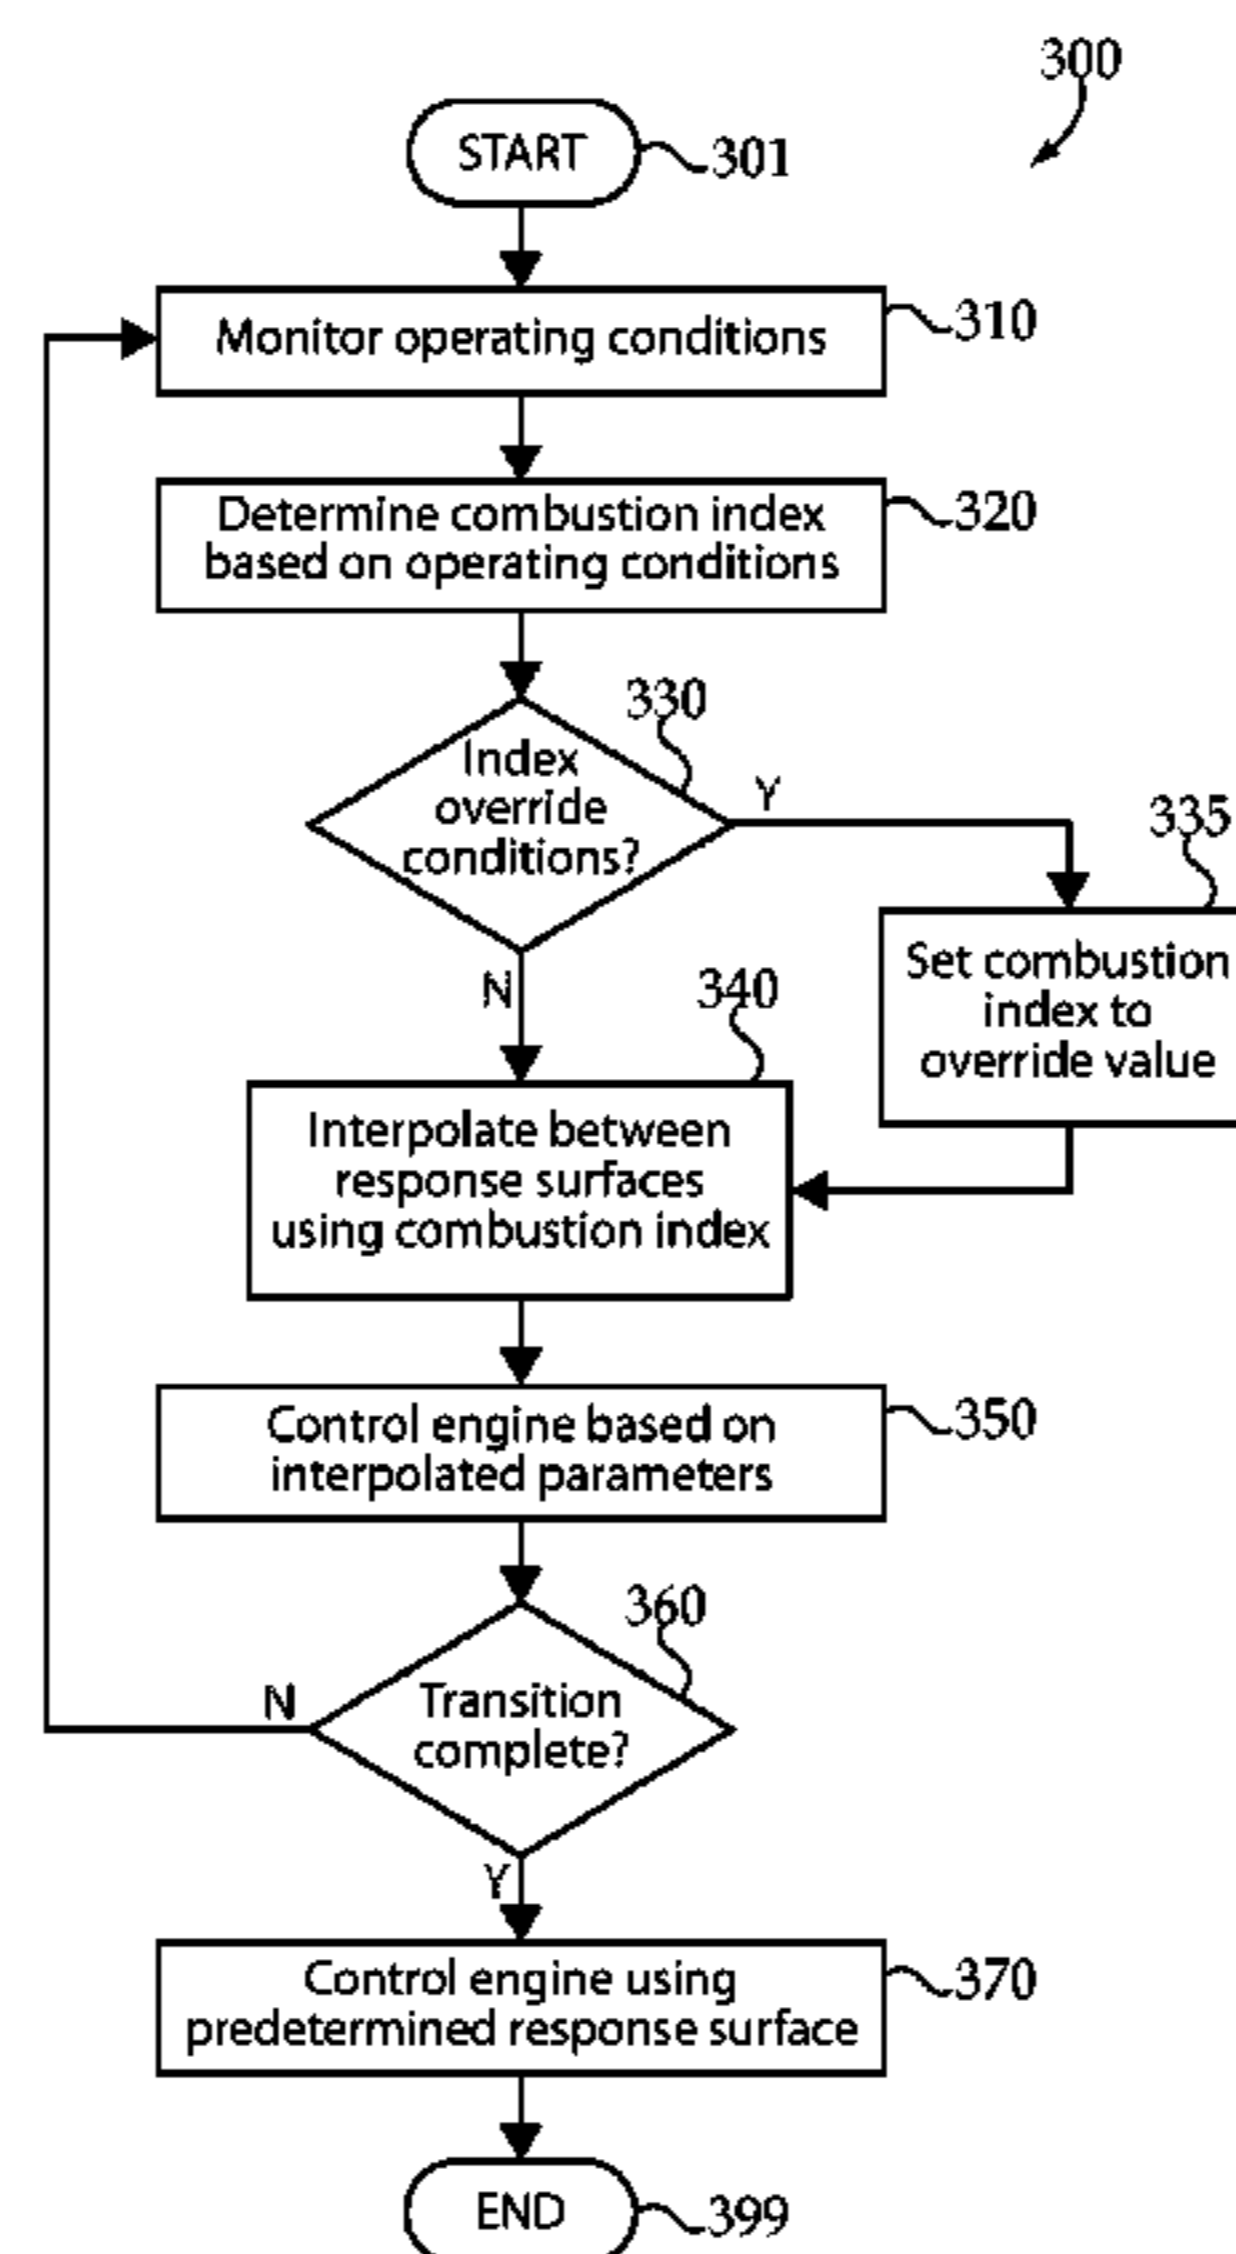 300
START
301
Monitor operating conditions
310
Determine combustion index
based on operating conditions
320
330
Index
override
conditions?
Y
335
Set combustion
index to
override value
N
340
Interpolate between
response surfaces
using combustion index
Control engine based on
interpolated parameters
350
360
N
Transition
complete?
Y
Control engine using
predetermined response surface
370
END
399